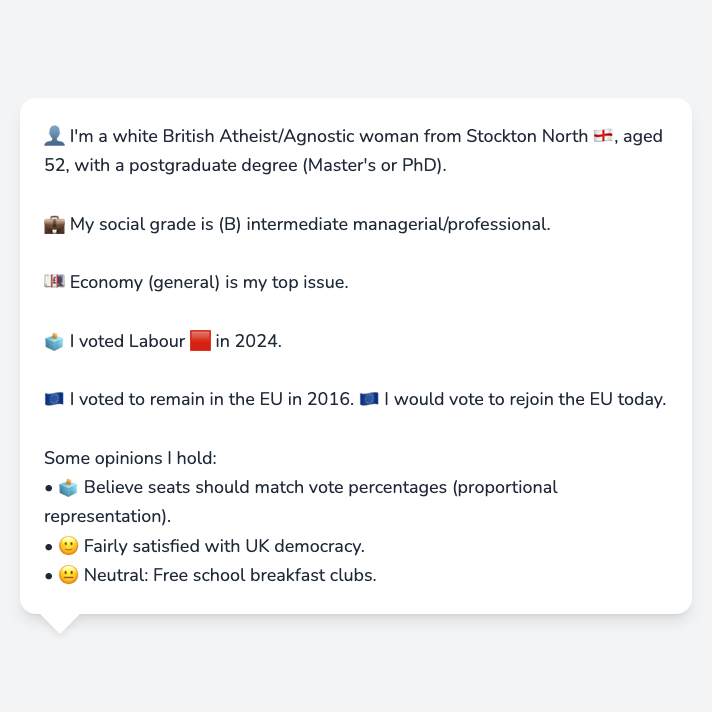 👤 I'm a white British Atheist/Agnostic woman from Stockton North 🏴󠁧󠁢󠁥󠁮󠁧󠁿, aged
52, with a postgraduate degree (Master's or PhD).
💼 My social grade is (B) intermediate managerial/professional.
💷 Economy (general) is my top issue.
🗳️ I voted Labour 🟥 in 2024.
🇪🇺 I voted to remain in the EU in 2016. 🇪🇺 I would vote to rejoin the EU today.
Some opinions I hold:
• 🗳️ Believe seats should match vote percentages (proportional
representation).
• 🙂 Fairly satisfied with UK democracy.
• 😐 Neutral: Free school breakfast clubs.